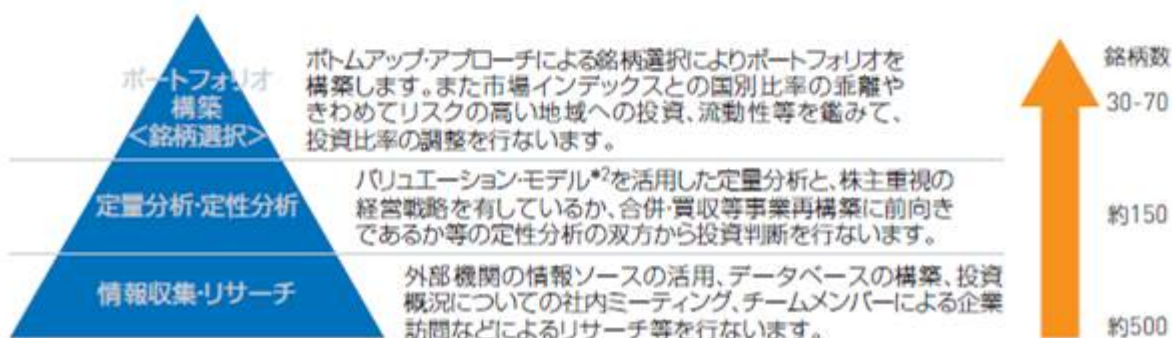 ポートフォリオ
構築
<銘柄選択>
ボトムアップ・アプローチによる銘柄選択によりポートフォリオを
構築します。また市場インデックスとの国別比率の乖離や
きわめてリスクの高い地域への投資、流動性等を鑑みて、
投資比率の調整を行ないます。
銘柄数
30-70
定量分析・定性分析
バリュエーション・モデル*2を活用した定量分析と、株主重視の
経営戦略を有しているか、合併・買収等事業再構築に前向き
であるか等の定性分析の双方から投資判断を行ないます。
約150
情報収集・リサーチ
外部機関の情報ソースの活用、データベースの構築、投資
概況についての社内ミーティング、チームメンバーによる企業
訪問などによるリサーチ等を行ないます。
約500